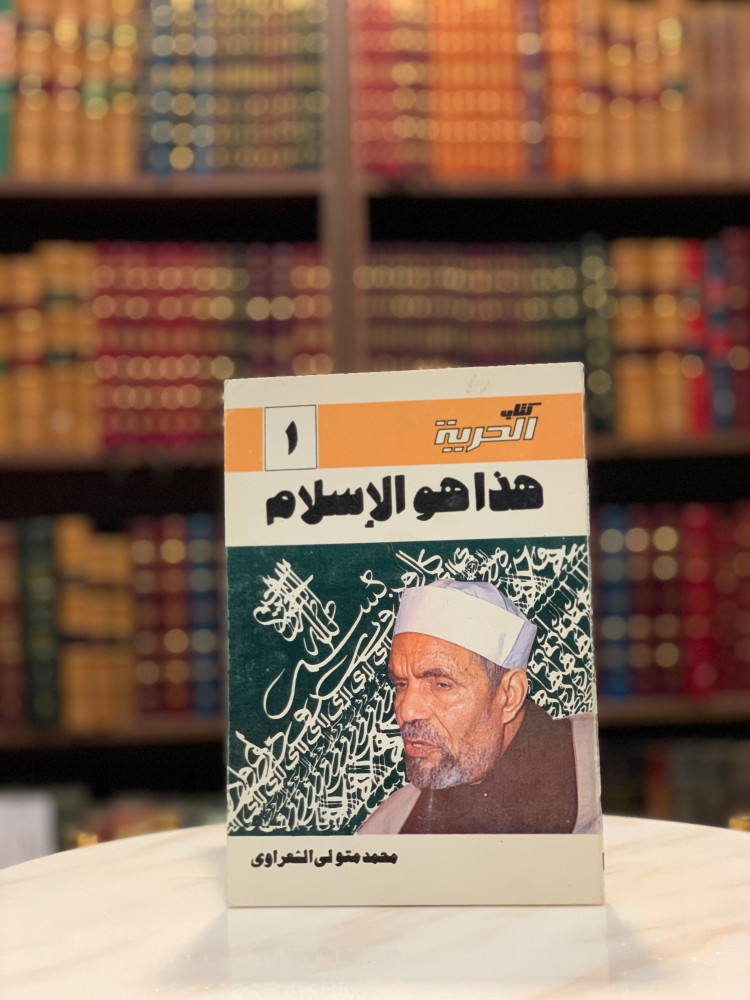 كتاب
الحرية
١
هذا هو الإسلام
محمد متولى الشعراوى